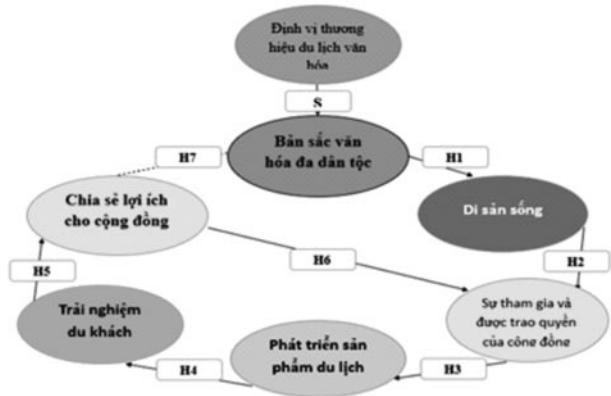 Định vị thương
hiệu du lịch văn
hóa
S
Bản sắc văn
hóa đa dân tộc
H7
H1
Chia sẻ lợi ích
cho cộng đồng
Di sản sống
H6
H2
H5
Trải nghiệm
du khách
Sự tham gia và
được trao quyền
của công đồng
Phát triển sản
phẩm du lịch
H4
H3